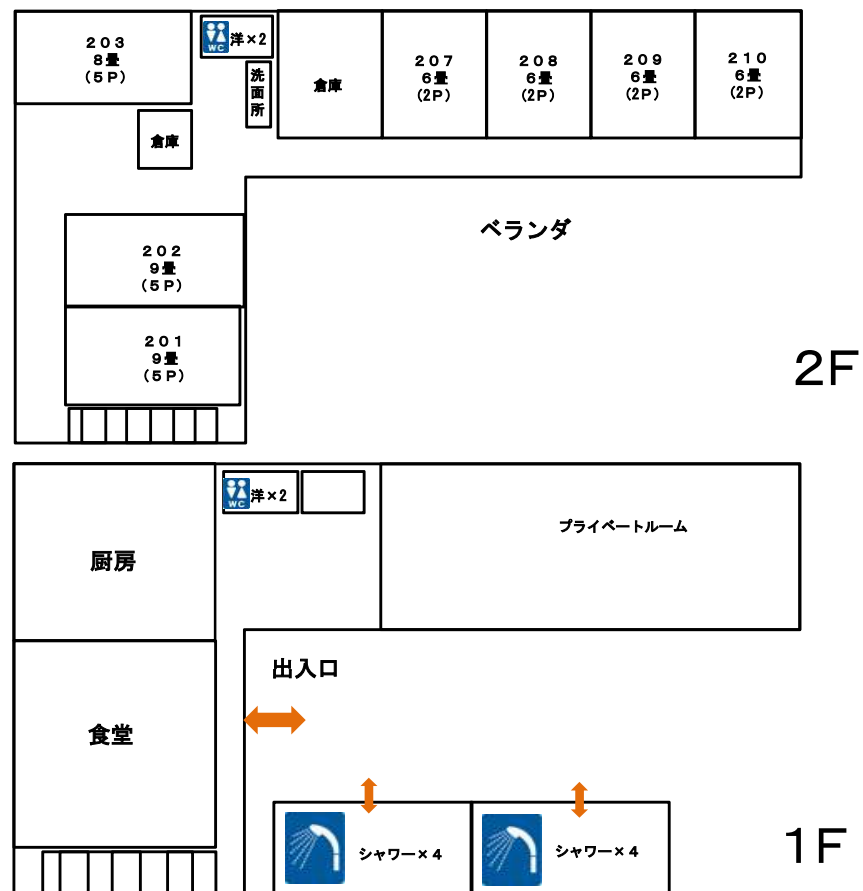 203
8畳
(5P)
WC
洋×2
洗面所
倉庫
207
6畳
(2P)
208
6畳
(2P)
209
6畳
(2P)
210
6畳
(2P)
倉庫
ベランダ
202
9畳
(5P)
201
9畳
(5P)
2F
WC
洋×2
プライベートルーム
厨房
出入口
食堂
シャワー×4
シャワー×4
1F